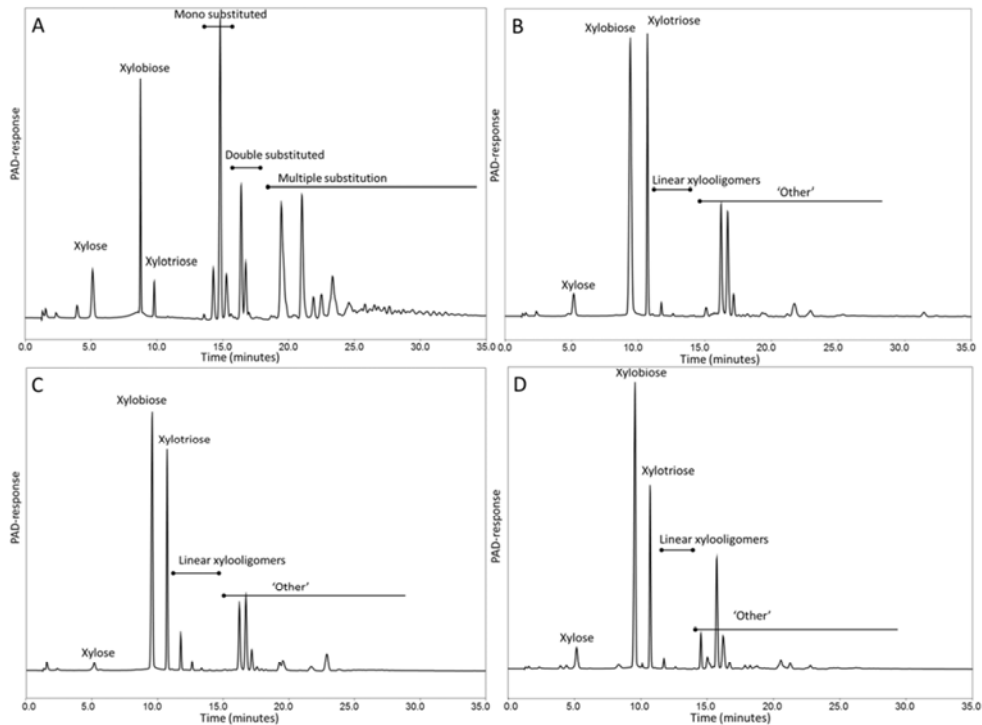 A
Mono substituted
Xylobiose
Double substituted
Multiple substitution
Xylose
Xylotriose
PAD-response
0.0 5.0 10.0 15.0 20.0 25.0 30.0 35.0
Time (minutes)
B
Xylotriose
Xylobiose
Linear xylooligomers
'Other'
Xylose
PAD-response
0.0 5.0 10.0 15.0 20.0 25.0 30.0 35.0
Time (minutes)
C
Xylobiose
Xylotriose
Linear xylooligomers
'Other'
Xylose
PAD-response
0.0 5.0 10.0 15.0 20.0 25.0 30.0 35.0
Time (minutes)
D
Xylobiose
Xylotriose
Linear xylooligomers
'Other'
Xylose
PAD-response
0.0 5.0 10.0 15.0 20.0 25.0 30.0 35.0
Time (minutes)